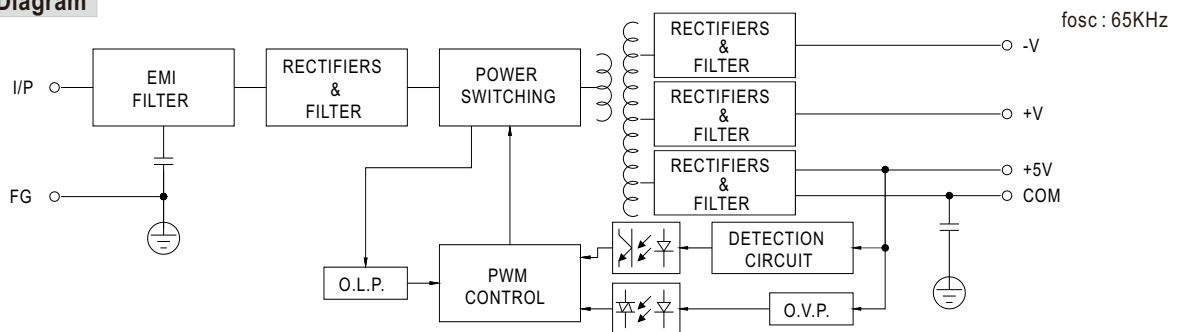 Diagram
fosc : 65KHz
I/P
EMI
FILTER
RECTIFIERS
&
FILTER
POWER
SWITCHING
RECTIFIERS
&
FILTER
-V
RECTIFIERS
&
FILTER
+V
RECTIFIERS
&
FILTER
+5V
COM
FG
O.L.P.
PWM
CONTROL
DETECTION
CIRCUIT
O.V.P.